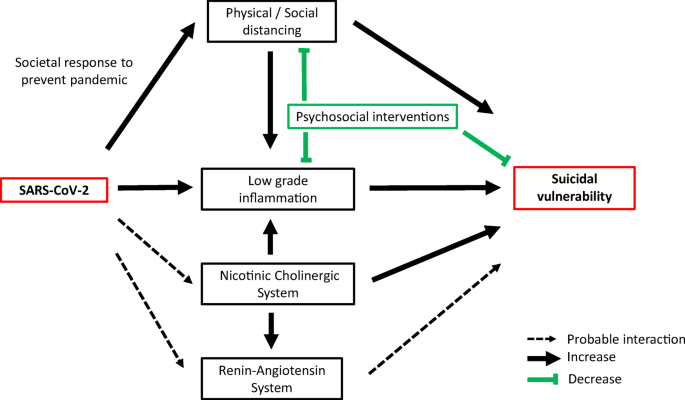 Physical / Social
distancing
Societal response to
prevent pandemic
Psychosocial interventions
SARS-CoV-2
Low grade
inflammation
Suicidal
vulnerability
Nicotinic Cholinergic
System
Renin-Angiotensin
System
Probable interaction
Increase
Decrease